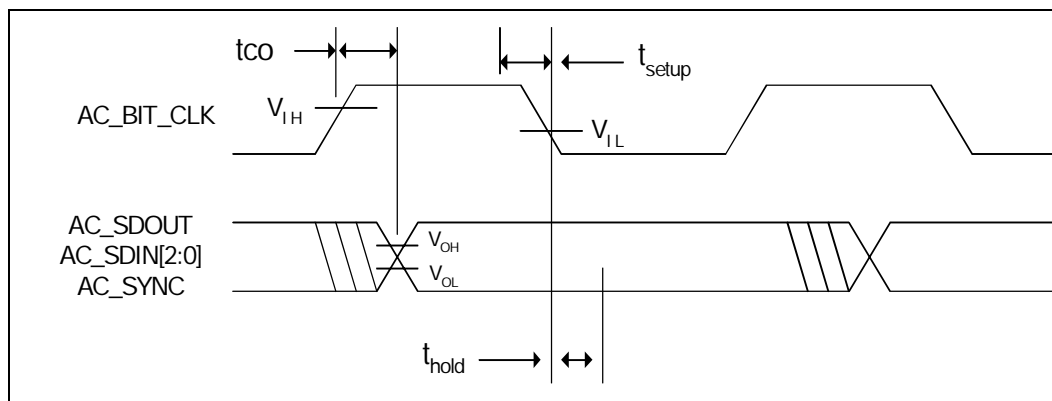 tco
t_setup
AC_BIT_CLK
V_IH
V_IL
AC_SDOUT
AC_SDIN[2:0]
AC_SYNC
V_OH
V_OL
t_hold